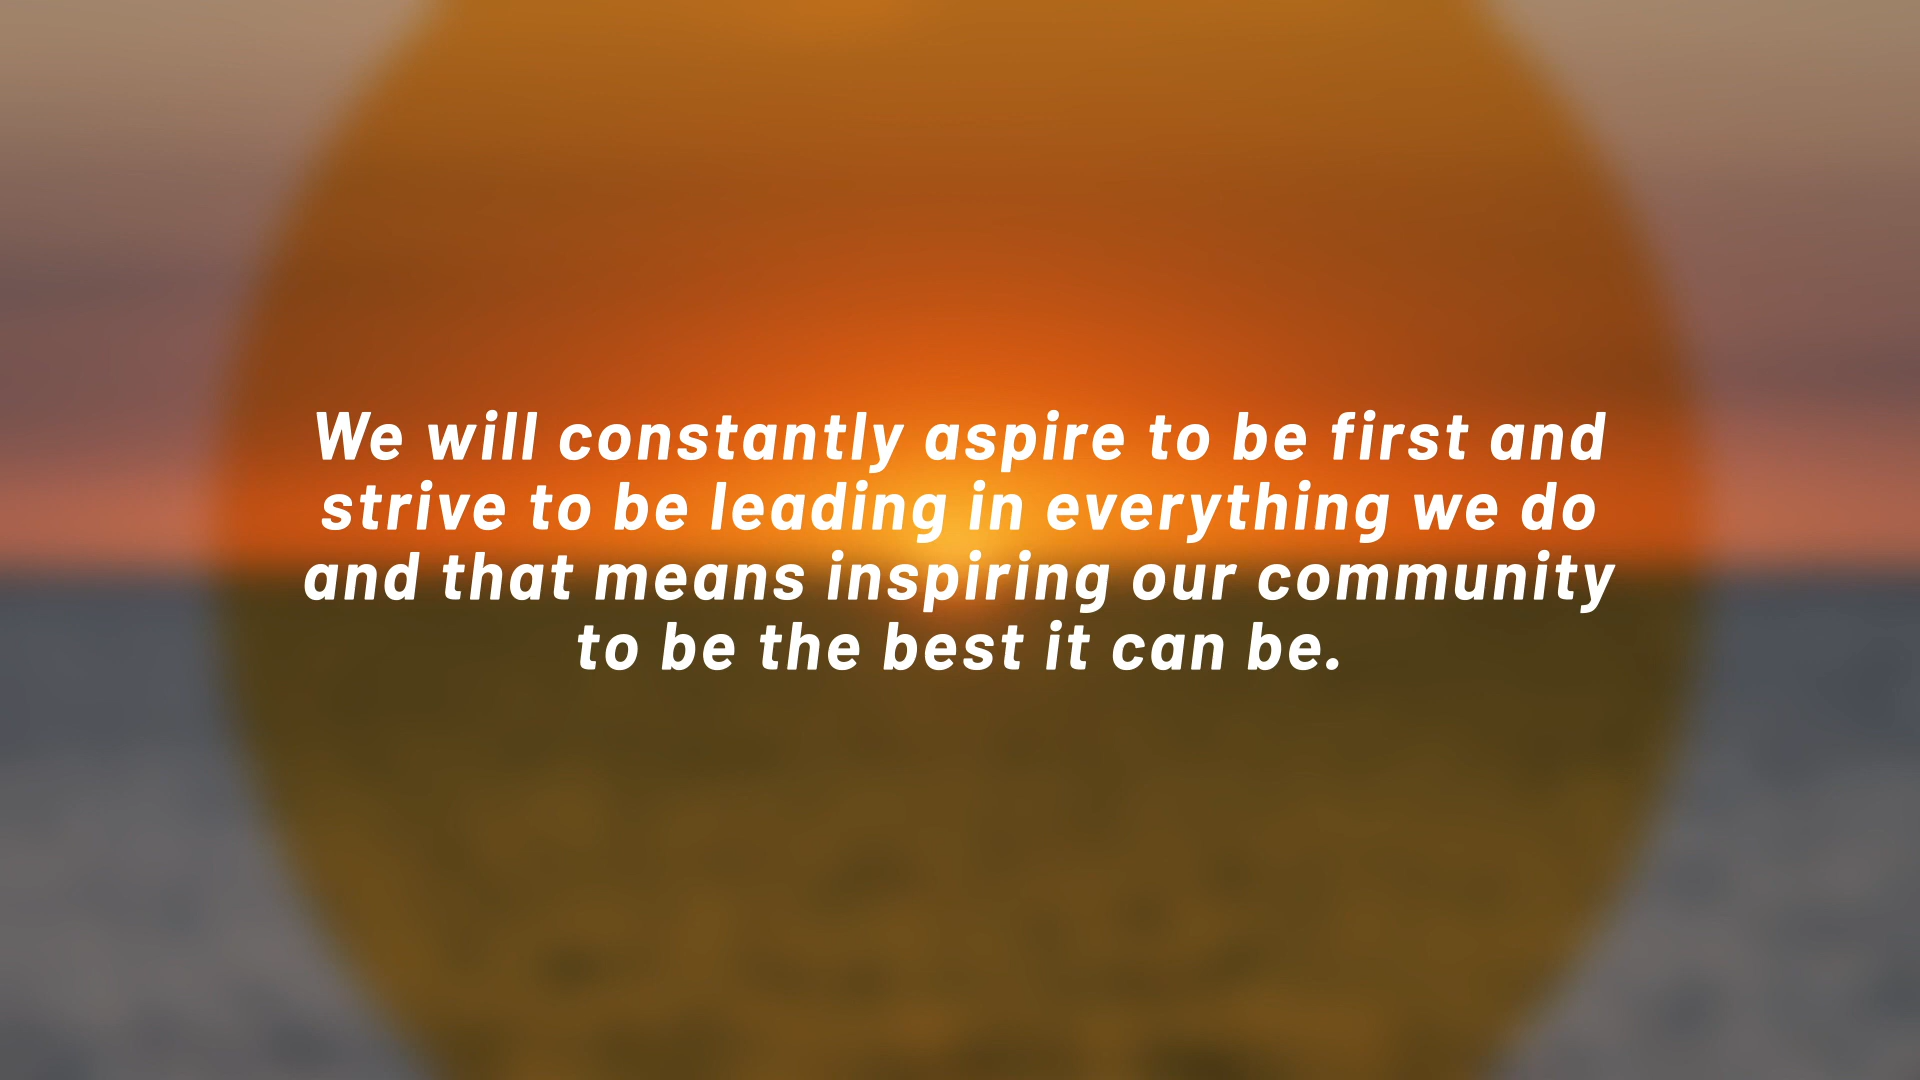 We will constantly aspire to be first and
strive to be leading in everything we do
and that means inspiring our community
to be the best it can be.